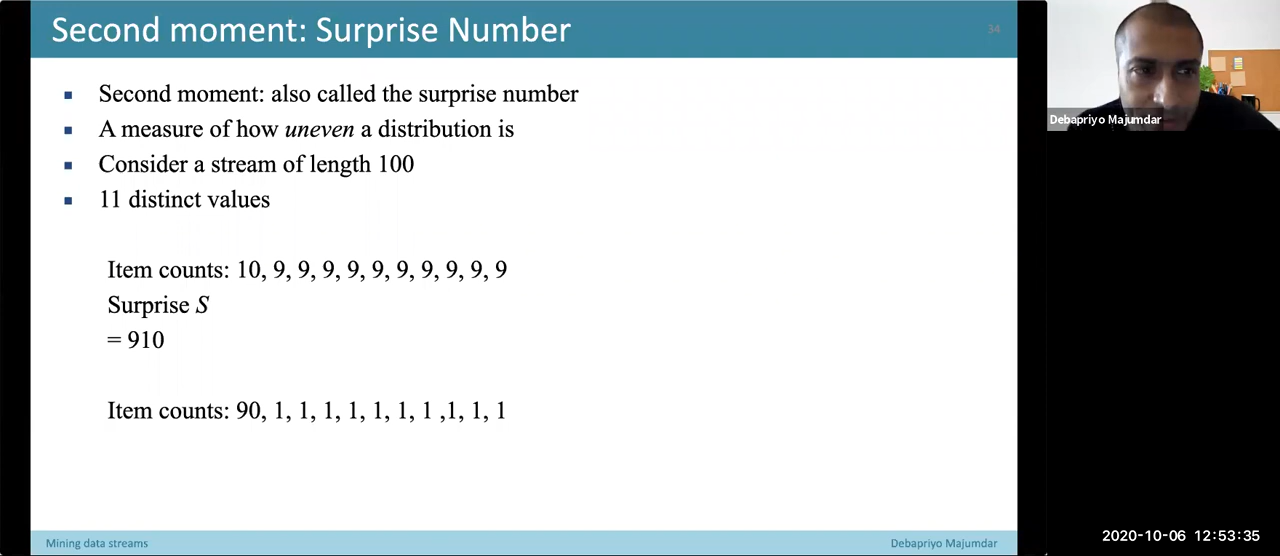 Second moment: Surprise Number
34
Second moment: also called the surprise number
A measure of how uneven a distribution is
Consider a stream of length 100
11 distinct values
Item counts: 10, 9, 9, 9, 9, 9, 9, 9, 9, 9, 9
Surprise S
= 910
Item counts: 90, 1, 1, 1, 1, 1, 1, 1 ,1, 1, 1
Mining data streams
Debapriyo Majumdar
Debapriyo Majumdar
2020-10-06 12:53:35